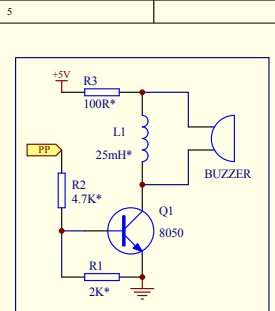 5
+5V
R3
100R*
L1
25mH*
PP
BUZZER
R2
4.7K*
Q1
8050
R1
2K*